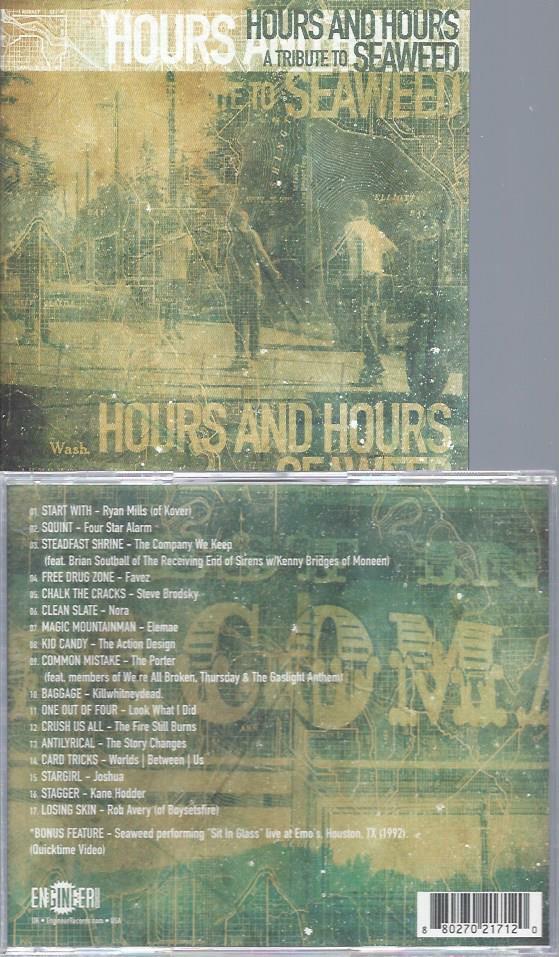 HOURS AND HOURS
A TRIBUTE TO SEAWEED
TO SEAWEED
ELLIOTT
BAY
Wash.
HOURS AND HOURS
SEAWEED
01. START WITH – Ryan Mills (of Kover)
02. SQUINT – Four Star Alarm
03. STEADFAST SHRINE – The Company We Keep
(feat. Brian Southall of The Receiving End of Sirens w/Kenny Bridges of Moneen)
04. FREE DRUG ZONE – Favez
05. CHALK THE CRACKS – Steve Brodsky
06. CLEAN SLATE – Nora
07. MAGIC MOUNTAINMAN – Elemae
08. KID CANDY – The Action Design
09. COMMON MISTAKE – The Porter
(feat. members of We're All Broken, Thursday & The Gaslight Anthem)
10. BAGGAGE – Killwhitneydead.
11. ONE OUT OF FOUR – Look What I Did
12. CRUSH US ALL – The Fire Still Burns
13. ANTILYRICAL – The Story Changes
14. CARD TRICKS – Worlds | Between | Us
15. STARGIRL – Joshua
16. STAGGER – Kane Hodder
17. LOSING SKIN – Rob Avery (of Boysetsfire)
*BONUS FEATURE – Seaweed performing "Sit In Glass" live at Emo's, Houston, TX (1992).
(Quicktime Video)
ENGINEER
UK • EngineerRecords.com • USA
8 80270 21712 0